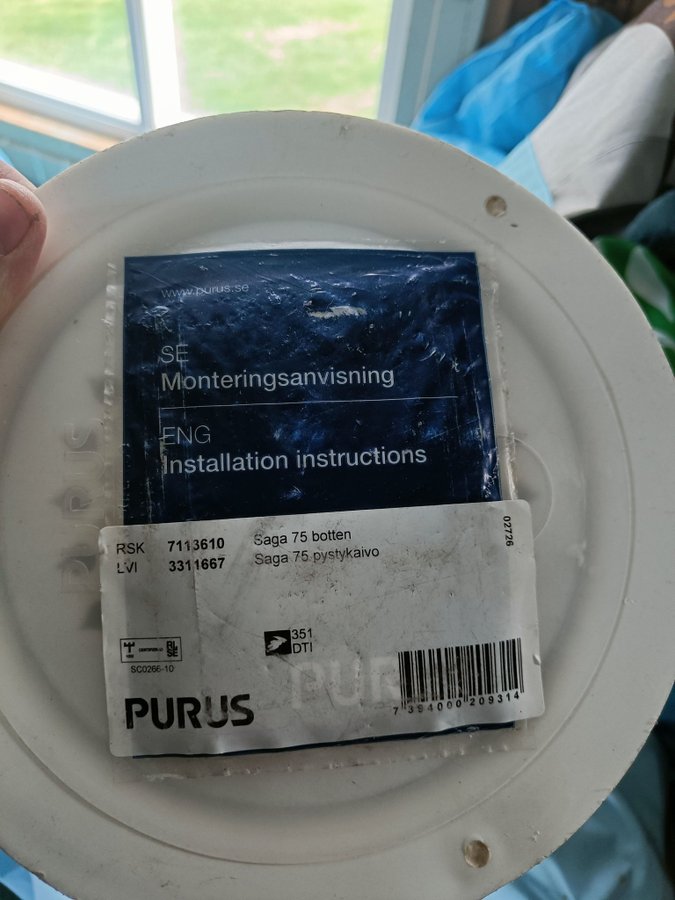 www.purus.se
SE
Monteringsanvisning
ENG
Installation instructions
RSK 7113610 Saga 75 botten
LVI 3311667 Saga 75 pystykaivo
02726
351
DTI
SC0266-10
PURUS
7 394000 209314
PURUS